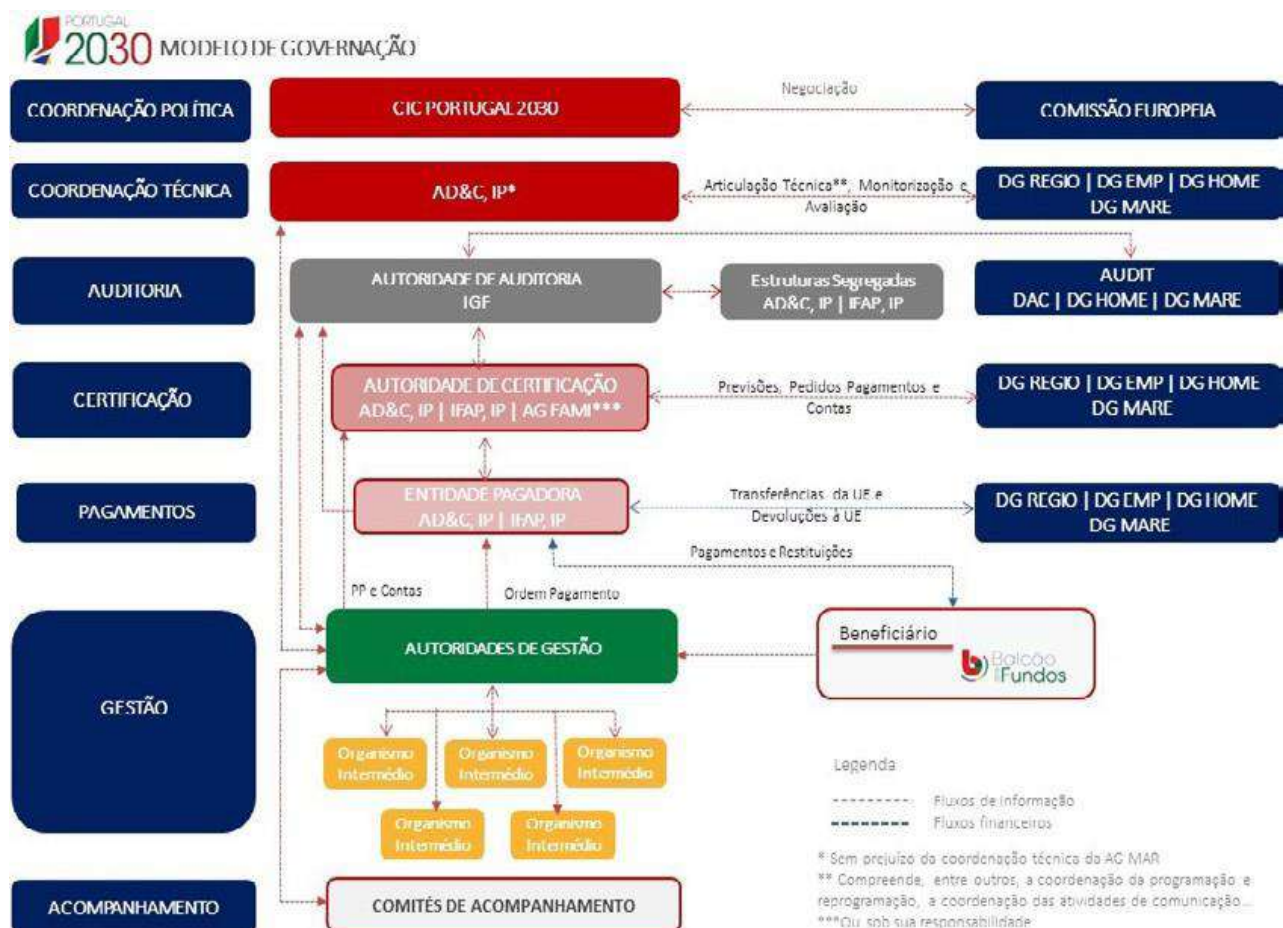 PORTUGAL
2030 MODELO DE GOVERNAÇÃO
COORDENAÇÃO POLÍTICA
CIC PORTUGAL 2030
Negociação
COMISSÃO EUROPEIA
COORDENAÇÃO TÉCNICA
AD&C, IP*
Articulação Técnica**, Monitorização e
Avaliação
DG REGIO | DG EMP | DG HOME
DG MARE
AUDITORIA
AUTORIDADE DE AUDITORIA
IGF
Estruturas Segregadas
AD&C, IP | IFAP, IP
AUDIT
DAC | DG HOME | DG MARE
CERTIFICAÇÃO
AUTORIDADE DE CERTIFICAÇÃO
AD&C, IP | IFAP, IP | AG FAMI***
Previsões, Pedidos Pagamentos e
Contas
DG REGIO | DG EMP | DG HOME
DG MARE
PAGAMENTOS
ENTIDADE PAGADORA
AD&C, IP | IFAP, IP
Transferências da UE e
Devoluções à UE
DG REGIO | DG EMP | DG HOME
DG MARE
Pagamentos e Restituições
PP e Contas
Ordem Pagamento
GESTÃO
AUTORIDADES DE GESTÃO
Beneficiário
Balcão
dos Fundos
Organismo
Intermédio
Organismo
Intermédio
Organismo
Intermédio
Organismo
Intermédio
Organismo
Intermédio
Legenda
Fluxos de informação
Fluxos financeiros
* Sem prejuízo da coordenação técnica da AG MAR
** Compreende, entre outros, a coordenação da programação e
reprogramação, a coordenação das atividades de comunicação...
***Ou sob sua responsabilidade
ACOMPANHAMENTO
COMITÉS DE ACOMPANHAMENTO